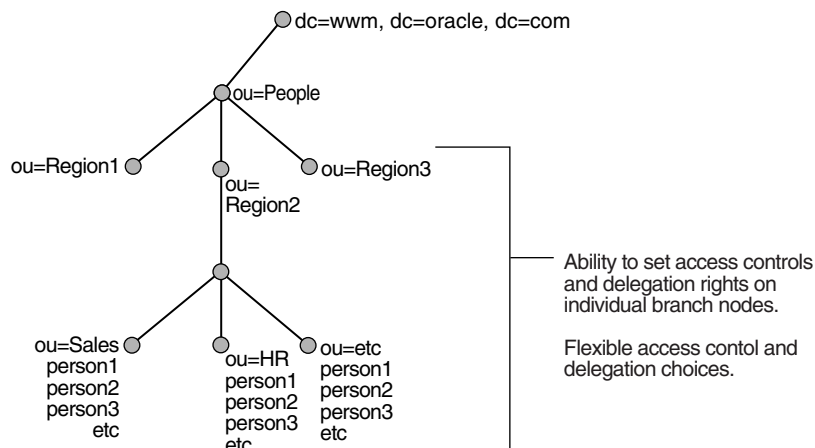 dc=wwm, dc=oracle, dc=com
ou=People
ou=Region1
ou=
Region2
ou=Region3
Ability to set access controls
and delegation rights on
individual branch nodes.
Flexible access contol and
delegation choices.
ou=Sales
person1
person2
person3
etc
ou=HR
person1
person2
person3
etc
ou=etc
person1
person2
person3
etc